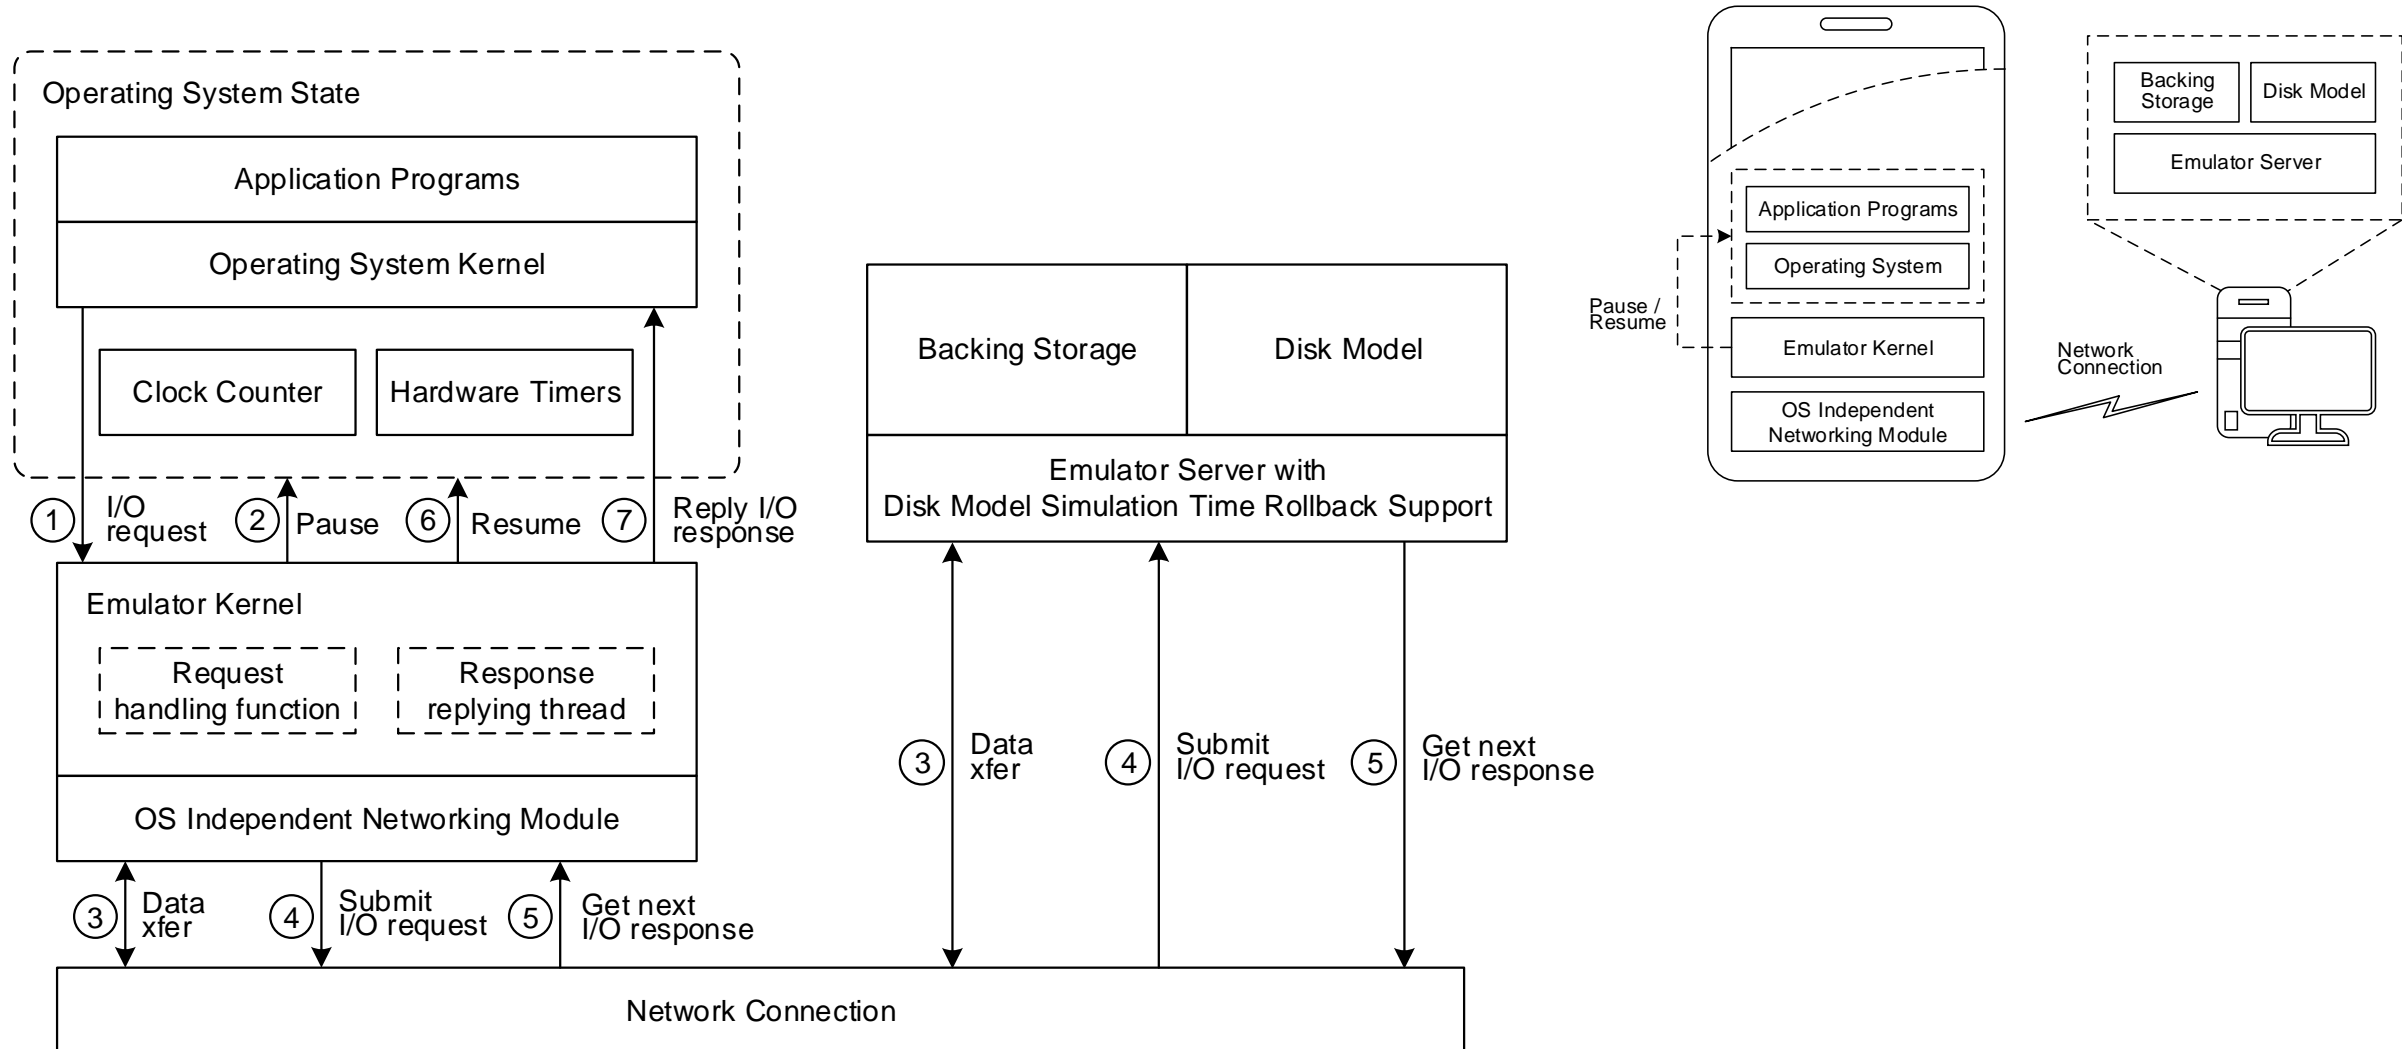 Operating System State
Application Programs
Operating System Kernel
Clock Counter
Hardware Timers
1
I/O
request
2
Pause
6
Resume
7
Reply I/O
response
Emulator Kernel
Request
handling function
Response
replying thread
OS Independent Networking Module
3
Data
xfer
4
Submit
I/O request
5
Get next
I/O response
Network Connection
Backing Storage
Disk Model
Emulator Server with
Disk Model Simulation Time Rollback Support
3
Data
xfer
4
Submit
I/O request
5
Get next
I/O response
Application Programs
Operating System
Pause /
Resume
Emulator Kernel
OS Independent
Networking Module
Network
Connection
Backing
Storage
Disk Model
Emulator Server